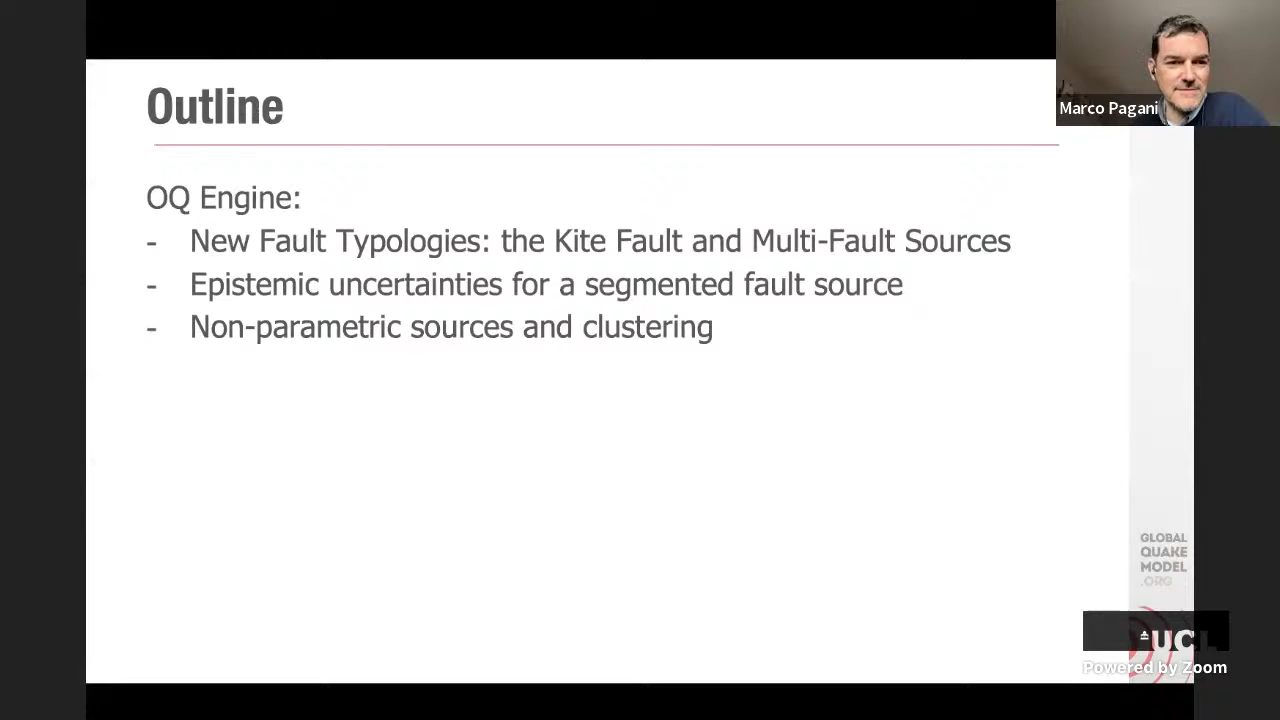 Outline
Marco Pagani
OQ Engine:
- New Fault Typologies: the Kite Fault and Multi-Fault Sources
- Epistemic uncertainties for a segmented fault source
- Non-parametric sources and clustering
GLOBAL
QUAKE
MODEL
.ORG
UCL
Powered by Zoom